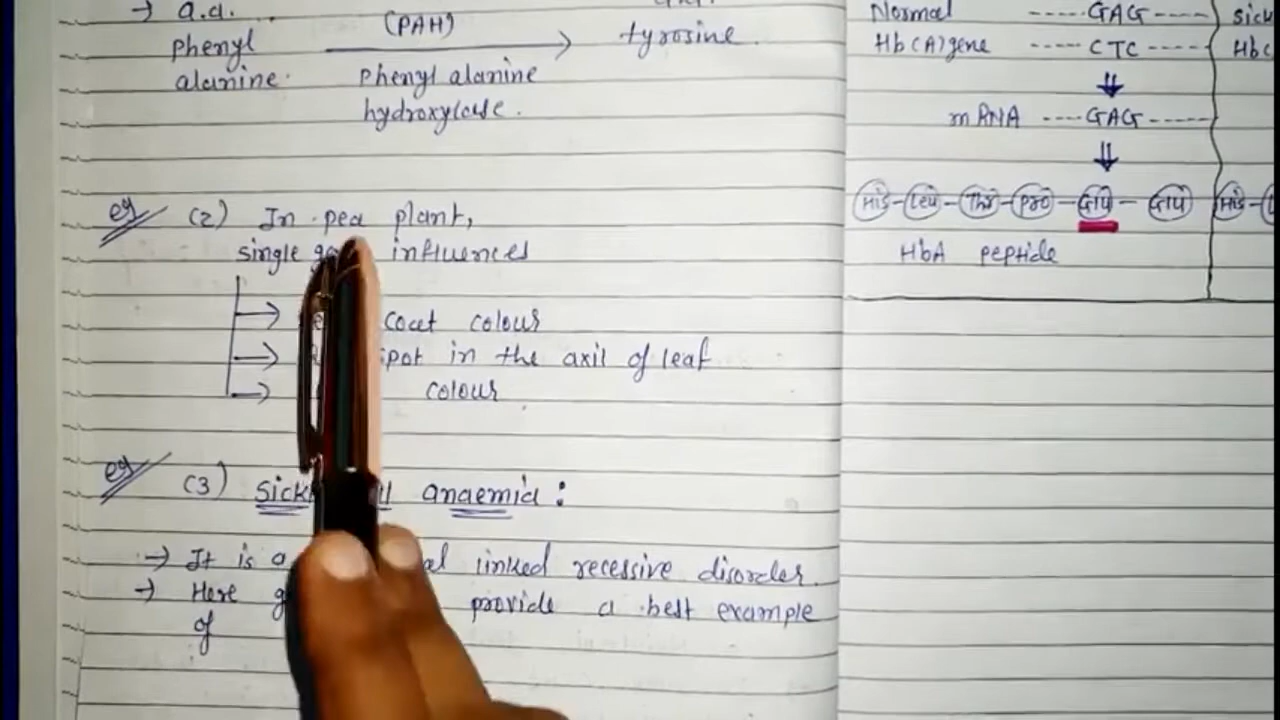 → a.a.
(PAH)
phenyl alanine. ⟶ tyrosine.
Phenyl alanine
hydroxylase.
eg (2) In pea plant,
single influences
→ coat colour
→ spot in the axil of leaf
→ colour
eg (3) anaemia :
→ It is linked recessive disorder.
→ Here provide a best example
of
Normal ----- GAG ----
Hb(A)gene ----- CTC ----
⇓
mRNA ---- GAG -----
⇓
His - Leu - Thr - Pro - Glu - Glu
HbA peptide
His -